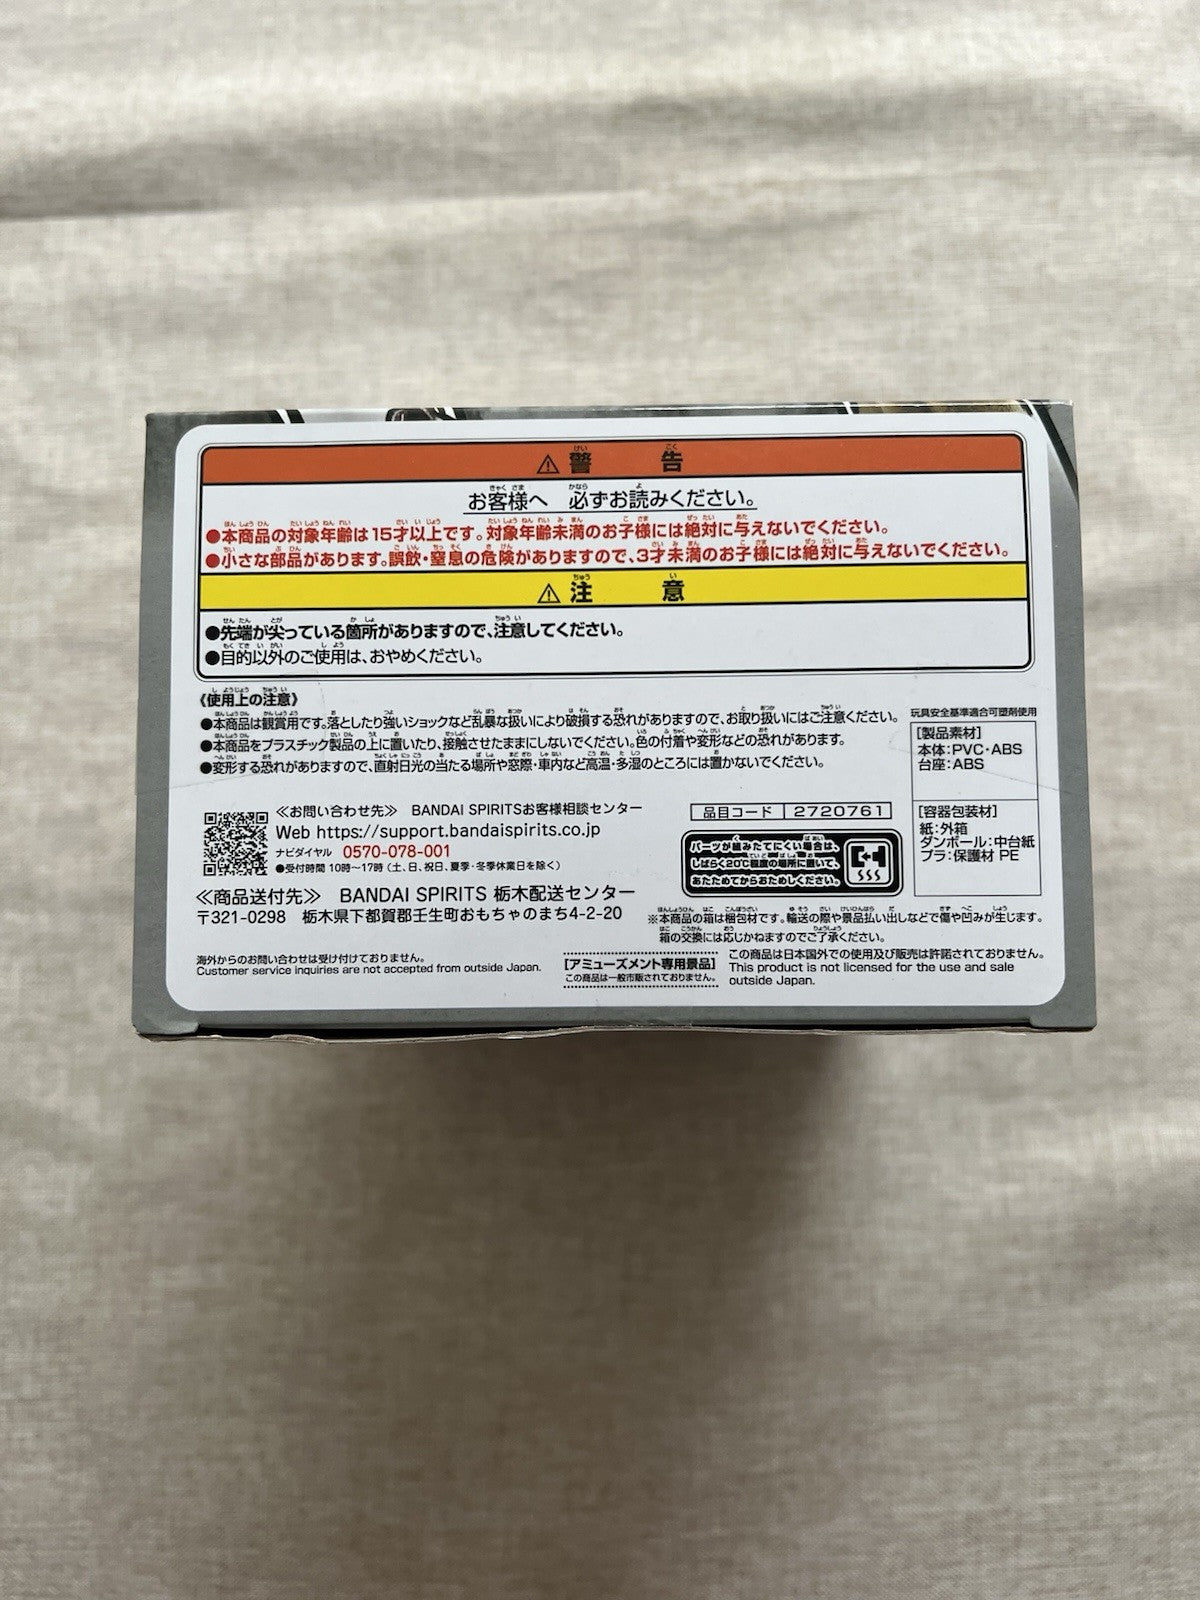 ⚠警告
お客様へ 必ずお読みください。
●本商品の対象年齢は15才以上です。対象年齢未満のお子様には絶対に与えないでください。
●小さな部品があります。誤飲・窒息の危険がありますので、3才未満のお子様には絶対に与えないでください。
⚠注意
●先端が尖っている箇所がありますので、注意してください。
●目的以外のご使用は、おやめください。
《使用上の注意》
●本商品は観賞用です。落としたり強いショックなど乱暴な扱いにより破損する恐れがありますので、お取り扱いにはご注意ください。
●本商品をプラスチック製品の上に置いたり、接触させたままにしないでください。色の付着や変形などの恐れがあります。
●変形する恐れがありますので、直射日光の当たる場所や窓際・車内など高温・多湿のところには置かないでください。
玩具安全基準適合可塑剤使用
[製品素材]
本体:PVC・ABS
台座:ABS
[容器包装材]
紙:外箱
ダンボール:中台紙
プラ:保護材 PE
≪お問い合わせ先≫ BANDAI SPIRITSお客様相談センター
Web https://support.bandaispirits.co.jp
ナビダイヤル 0570-078-001
●受付時間 10時〜17時(土、日、祝日、夏季・冬季休業日を除く)
≪商品送付先≫ BANDAI SPIRITS 栃木配送センター
〒321-0298 栃木県下都賀郡壬生町おもちゃのまち4-2-20
品目コード 2720761
パーツが組みたてにくい場合は、
しばらく20℃程度の場所に置いて、
あたためてからおためしください。
※本商品の箱は梱包材です。輸送の際や景品払い出しなどで傷や凹みが生じます。
箱の交換には応じかねますのでご了承ください。
海外からのお問い合わせは受け付けておりません。
Customer service inquiries are not accepted from outside Japan.
[アミューズメント専用景品]
この商品は一般市販されておりません。
この商品は日本国外での使用及び販売は許諾されておりません。
This product is not licensed for the use and sale
outside Japan.